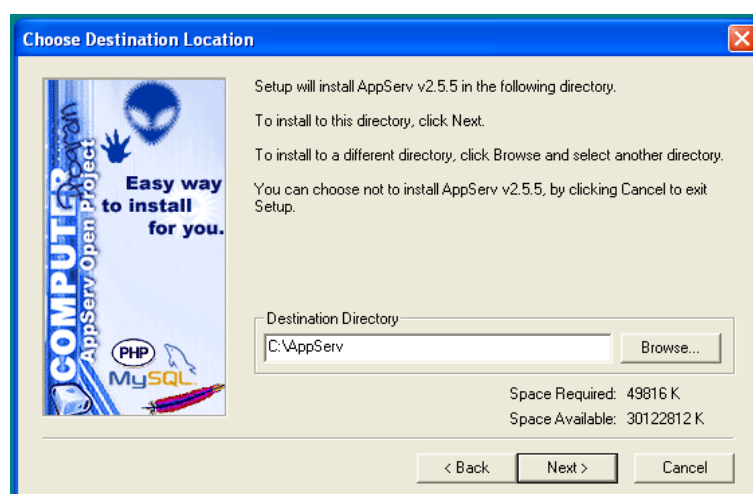 Choose Destination Location
Setup will install AppServ v2.5.5 in the following directory.
To install to this directory, click Next.
To install to a different directory, click Browse and select another directory.
You can choose not to install AppServ v2.5.5, by clicking Cancel to exit
Setup.
COMPUTER
Program
AppServ Open Project
Easy way
to install
for you.
PHP
MySQL
Destination Directory
C:\AppServ
Browse...
Space Required: 49816 K
Space Available: 30122812 K
< Back
Next >
Cancel